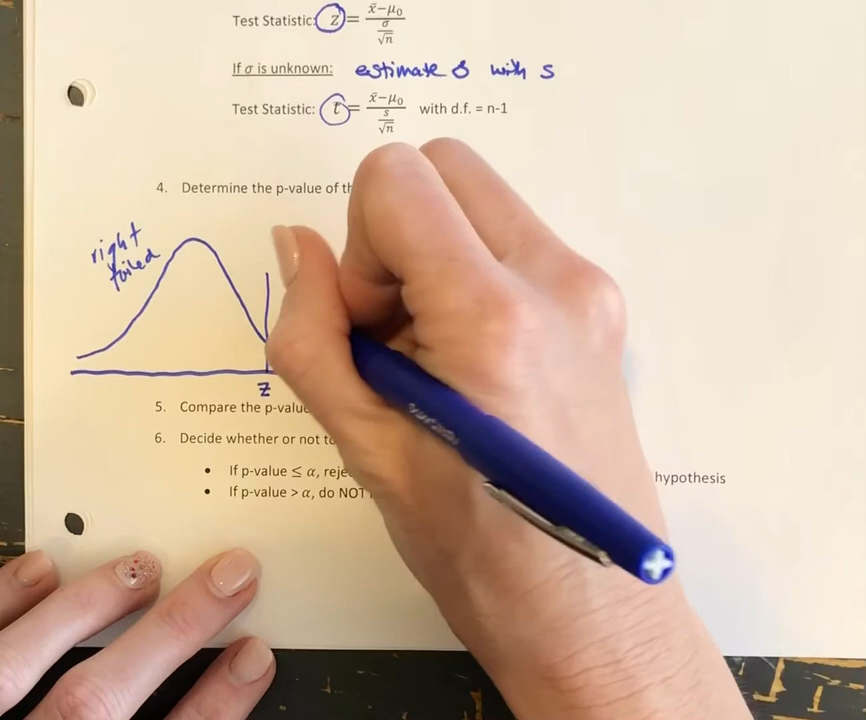 Test Statistic: z = x̄−μ₀ / σ/√n
If σ is unknown: estimate σ with s
Test Statistic: t = x̄−μ₀ / s/√n with d.f. = n-1
4. Determine the p-value of th
right
tailed
z
5. Compare the p-value
6. Decide whether or not to
• If p-value ≤ α, reje hypothesis
• If p-value > α, do NOT